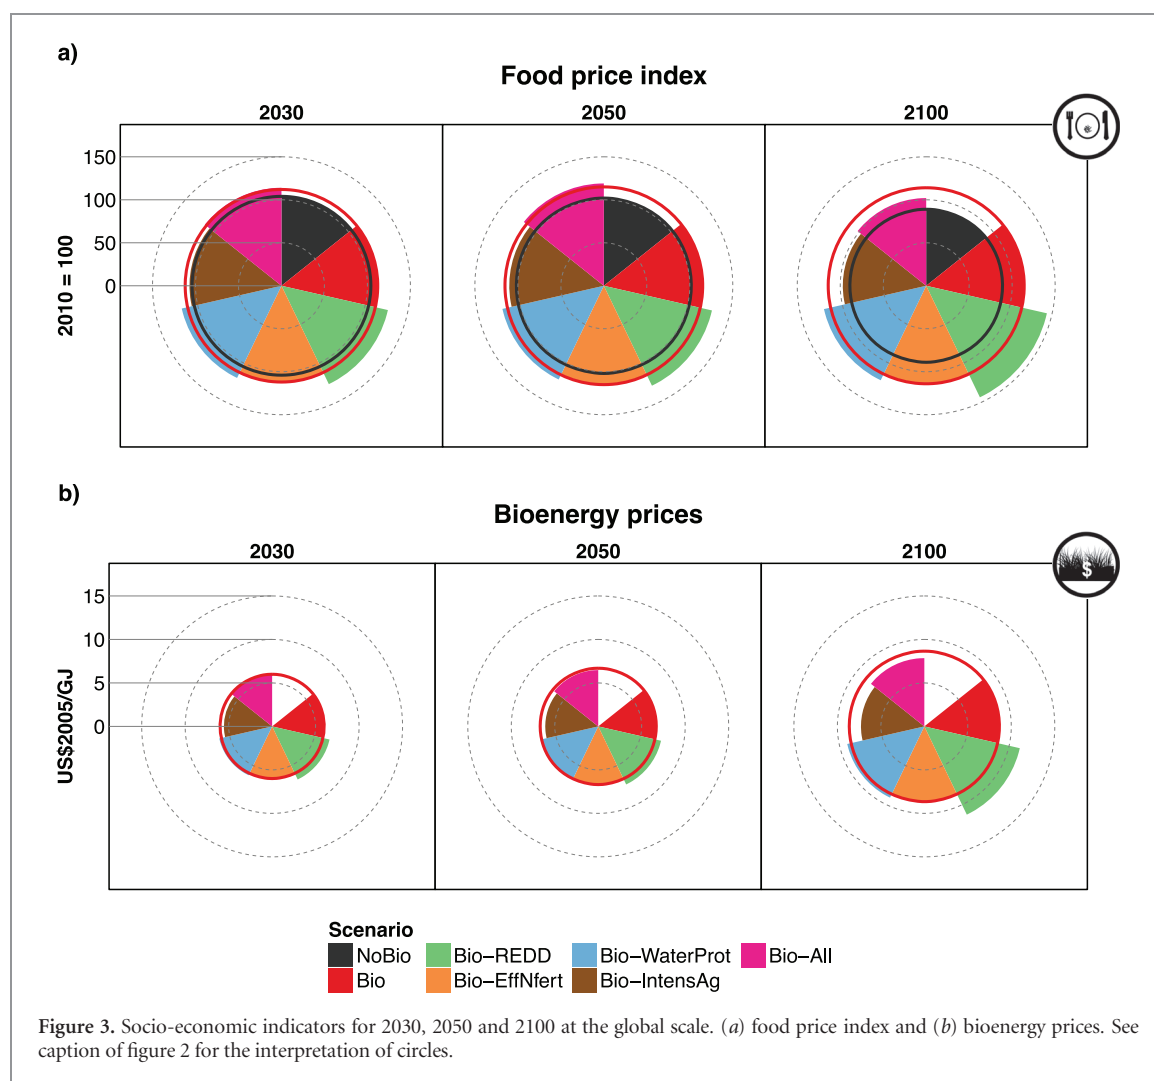 a)
Food price index
2030
2050
2100
150
100
50
0
2010 = 100
b)
Bioenergy prices
2030
2050
2100
$
15
10
5
0
US$2005/GJ
Scenario
NoBio
Bio–REDD
Bio–WaterProt
Bio–All
Bio
Bio–EffNfert
Bio–IntensAg
Figure 3. Socio-economic indicators for 2030, 2050 and 2100 at the global scale. (a) food price index and (b) bioenergy prices. See
caption of figure 2 for the interpretation of circles.